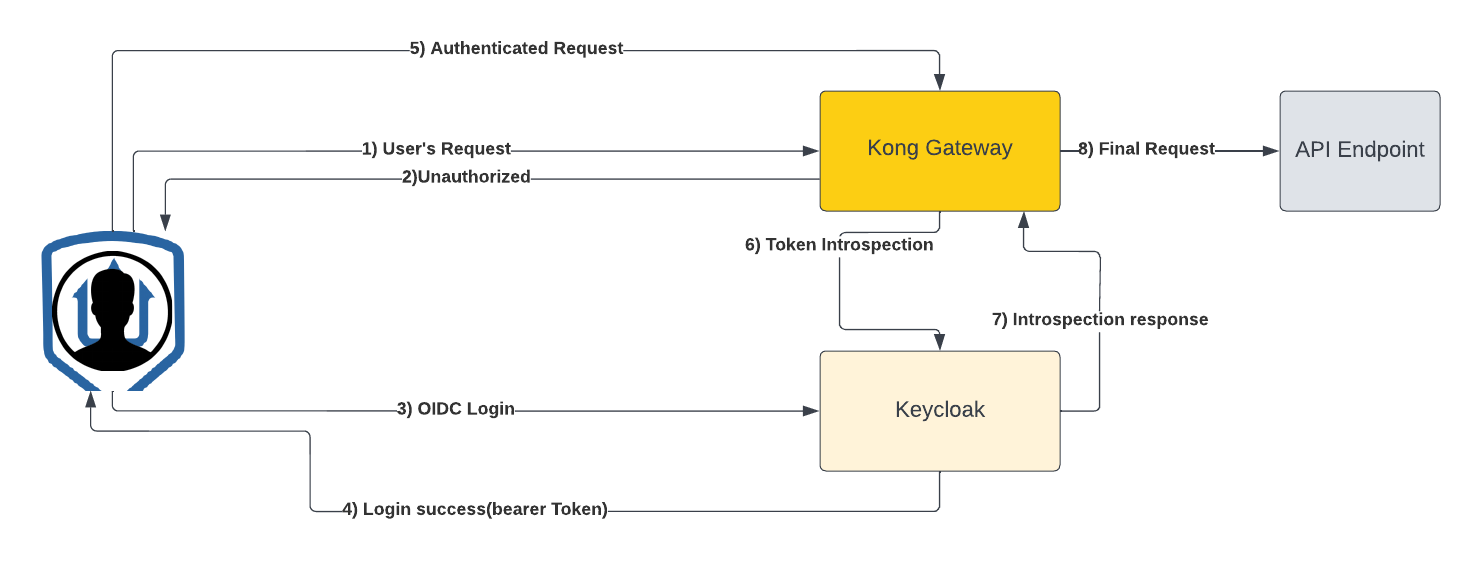 5) Authenticated Request
Kong Gateway
API Endpoint
1) User's Request
8) Final Request
2)Unauthorized
6) Token Introspection
7) Introspection response
3) OIDC Login
Keycloak
4) Login success(bearer Token)